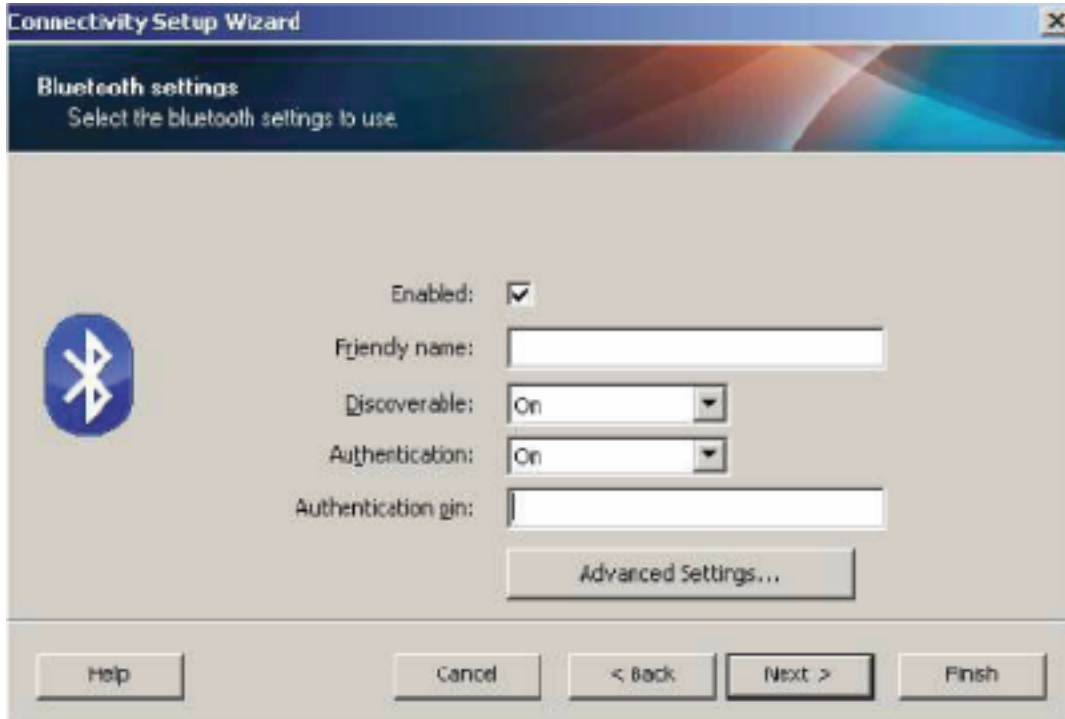 Connectivity Setup Wizard
Bluetooth settings
Select the bluetooth settings to use.
Enabled:
Friendly name:
Discoverable: On
Authentication: On
Authentication pin:
Advanced Settings...
Help Cancel < Back Next > Finish